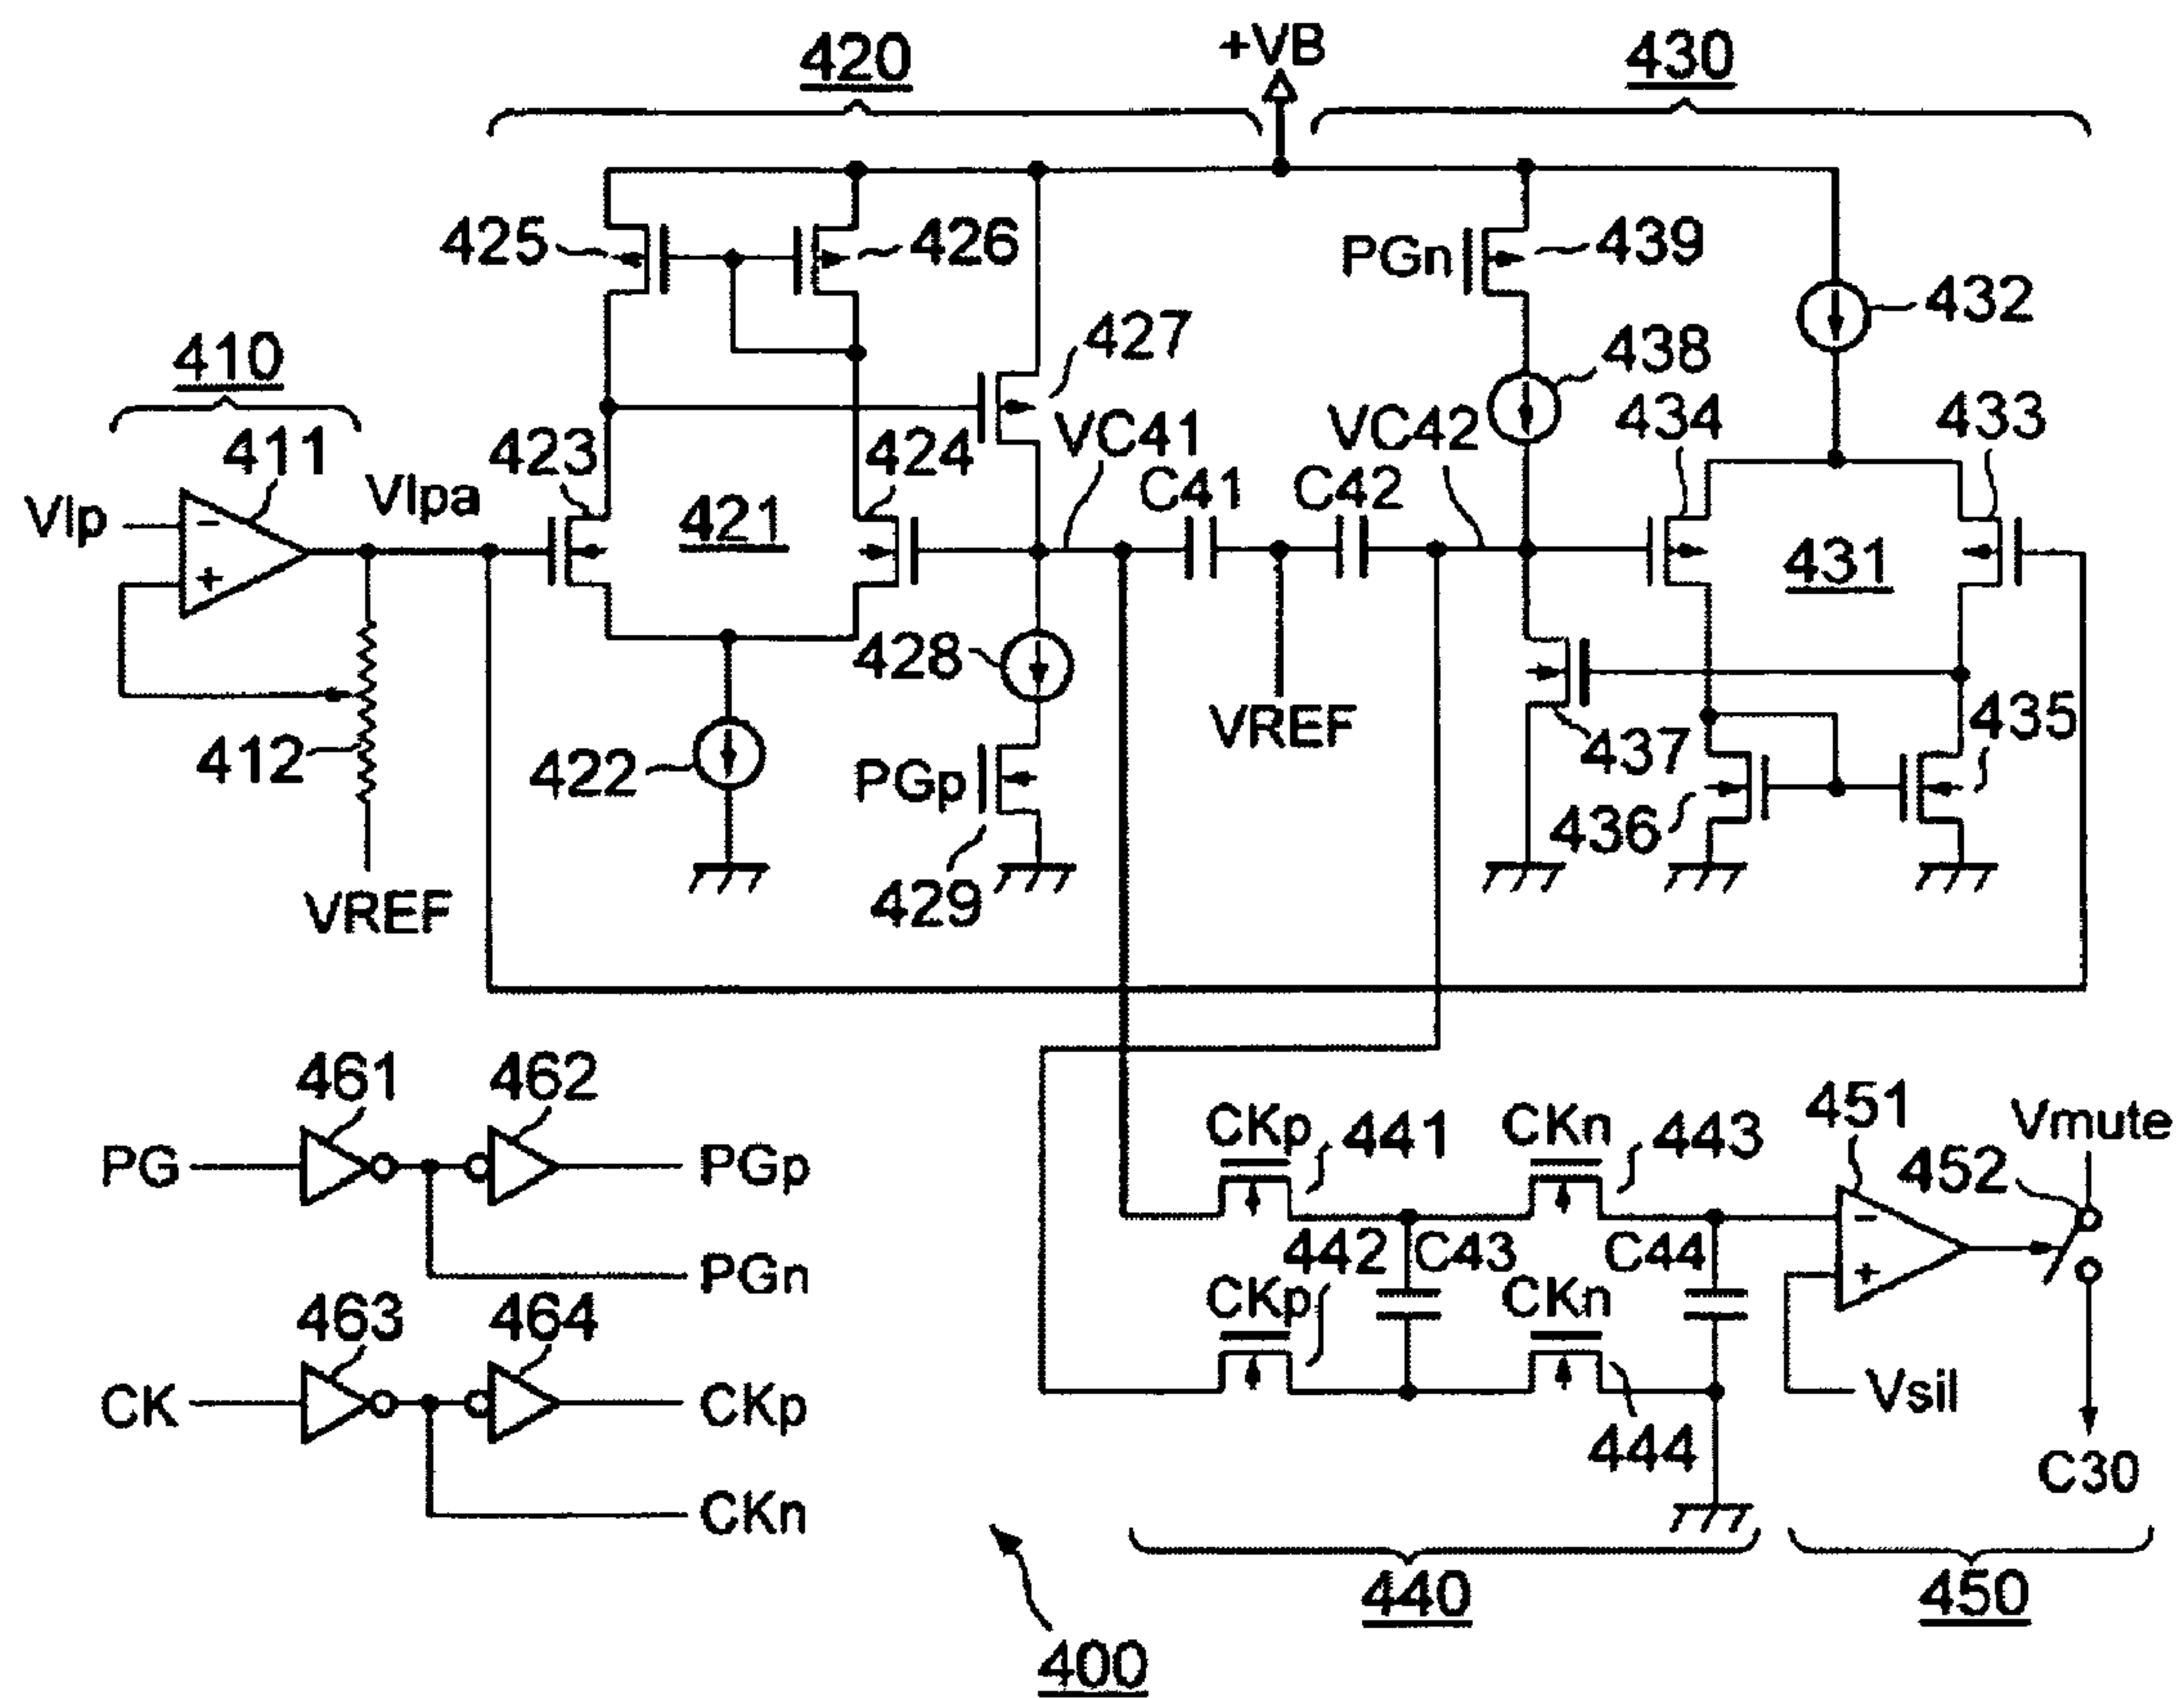 420
+VB
430
425
426
PGn
439
432
410
427
438
411
423
424
VC41
VC42
434
433
VIp
VIpa
421
C41
C42
431
412
422
428
VREF
PGp
437
435
436
VREF
429
461
462
451
Vmute
PG
PGp
CKp
441
CKn
443
452
PGn
442
C43
C44
463
464
CKp
CKn
CK
CKp
Vsil
444
C30
CKn
440
450
400